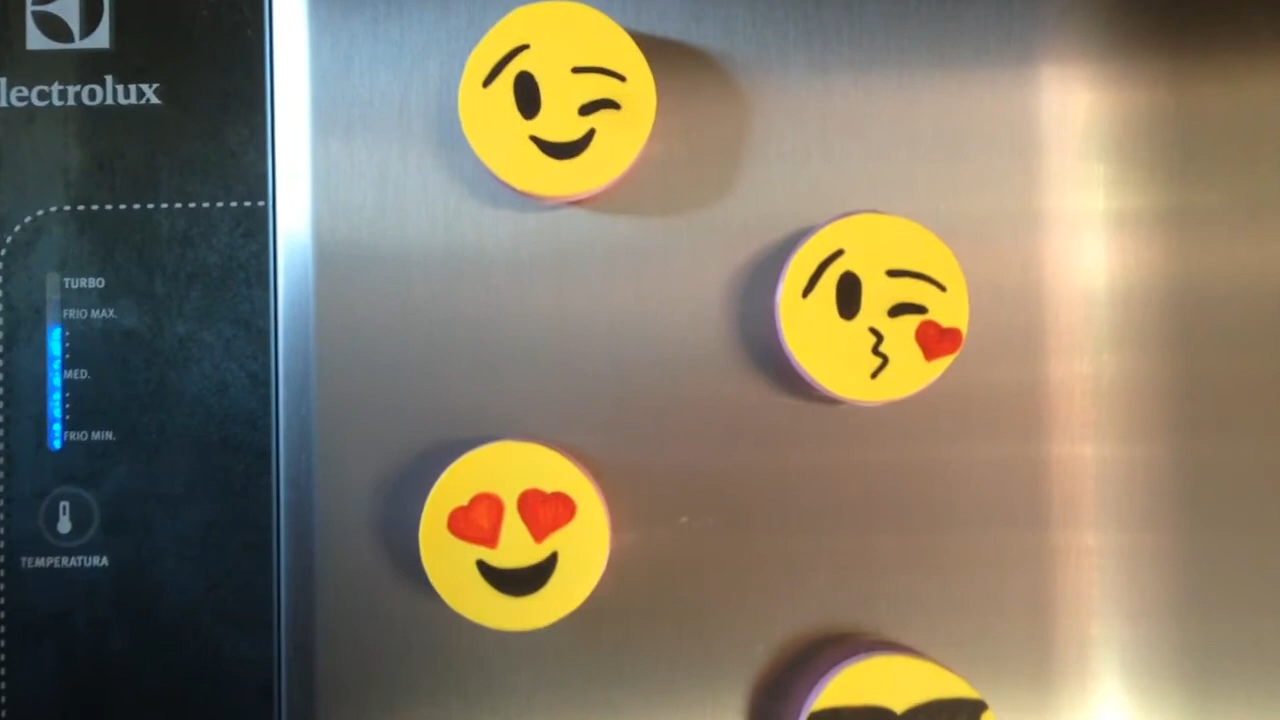 lectrolux
TURBO
FRIO MAX.
MED.
FRIO MIN.
TEMPERATURA